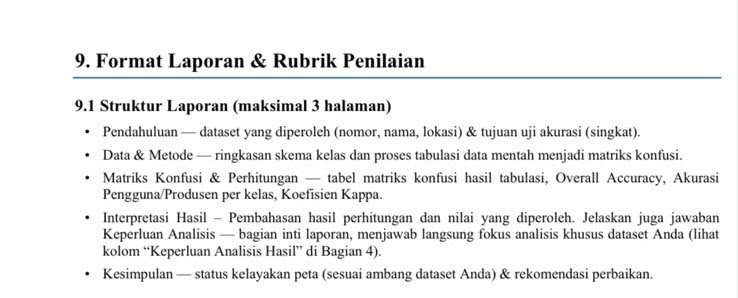 9. Format Laporan & Rubrik Penilaian
9.1 Struktur Laporan (maksimal 3 halaman)
• Pendahuluan — dataset yang diperoleh (nomor, nama, lokasi) & tujuan uji akurasi (singkat).
• Data & Metode — ringkasan skema kelas dan proses tabulasi data mentah menjadi matriks konfusi.
• Matriks Konfusi & Perhitungan — tabel matriks konfusi hasil tabulasi, Overall Accuracy, Akurasi
Pengguna/Produsen per kelas, Koefisien Kappa.
• Interpretasi Hasil – Pembahasan hasil perhitungan dan nilai yang diperoleh. Jelaskan juga jawaban
Keperluan Analisis — bagian inti laporan, menjawab langsung fokus analisis khusus dataset Anda (lihat
kolom “Keperluan Analisis Hasil” di Bagian 4).
• Kesimpulan — status kelayakan peta (sesuai ambang dataset Anda) & rekomendasi perbaikan.